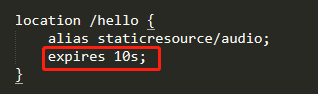 location /hello {
    alias staticresource/audio;
    expires 10s;
}